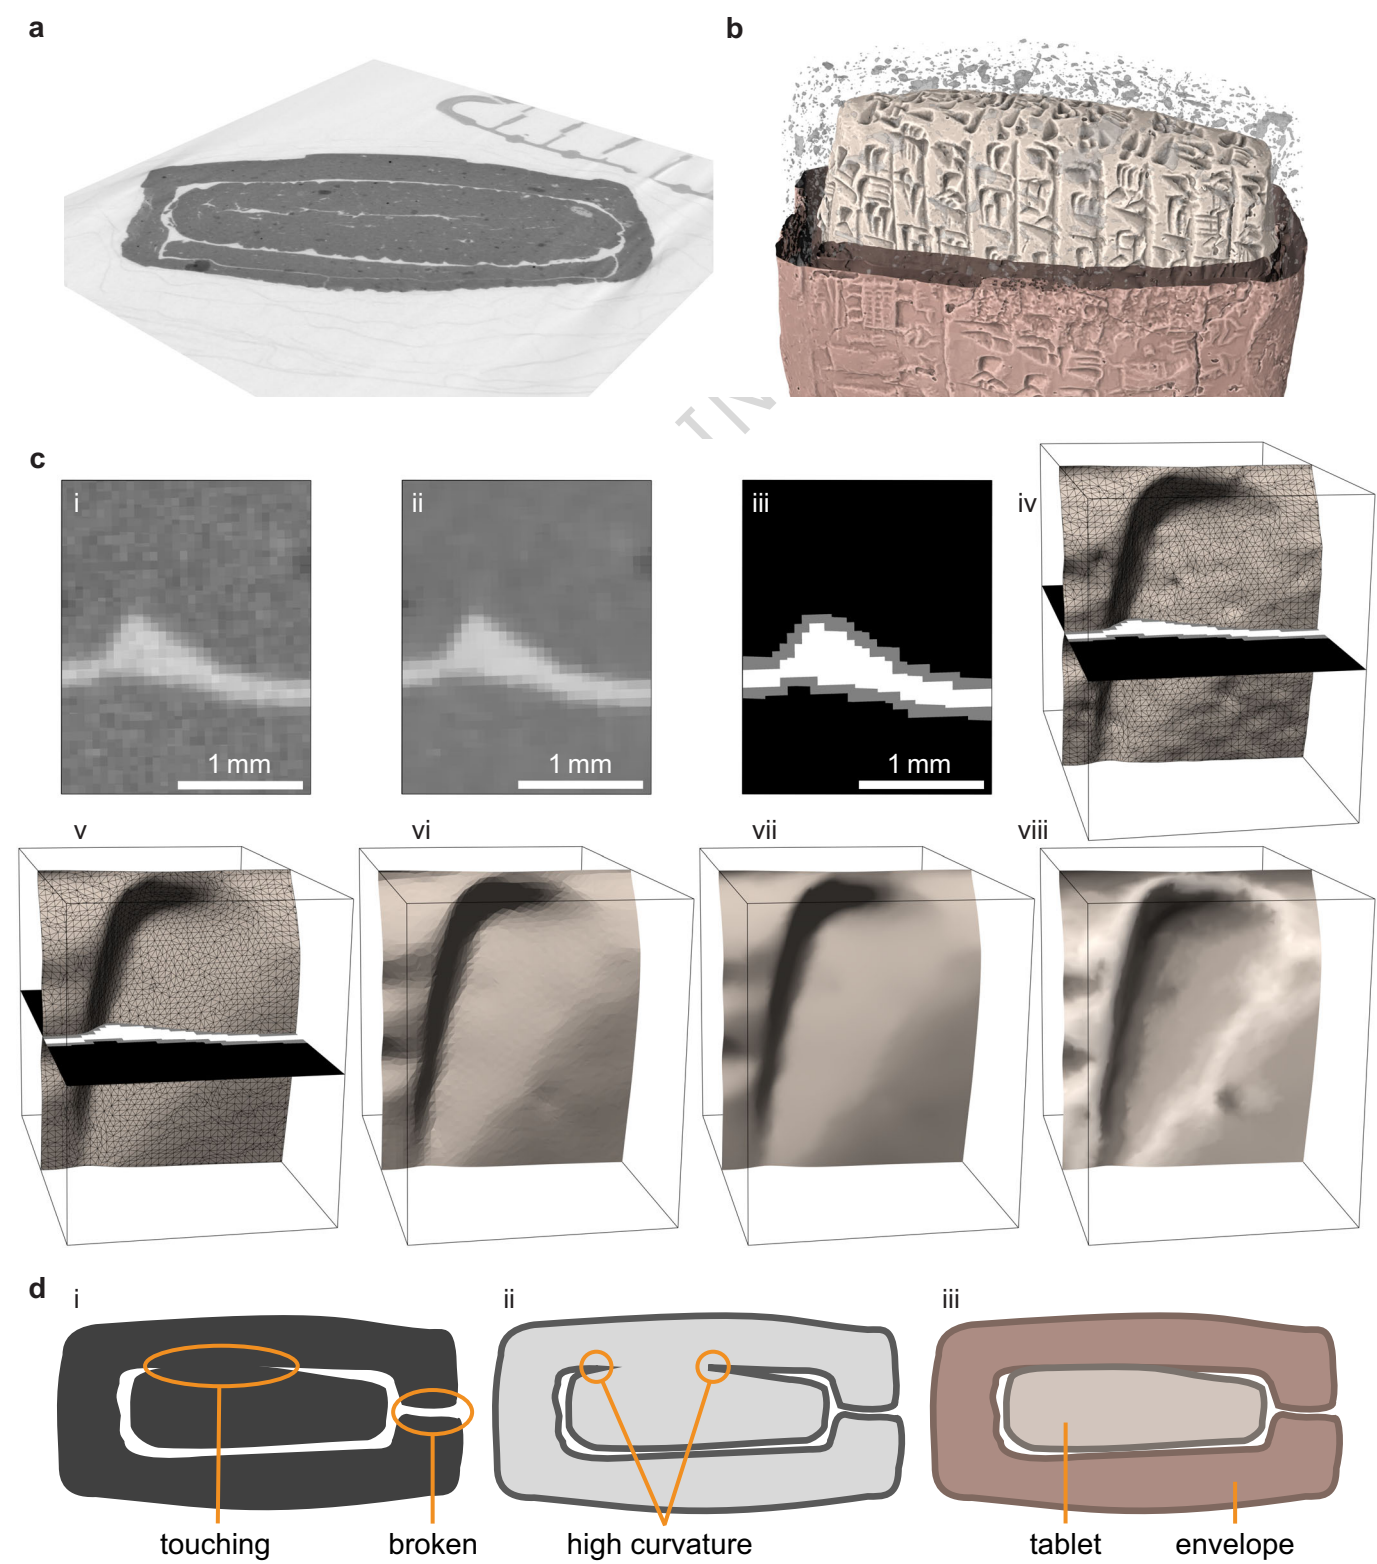 a
b
c
i
ii
iii
iv
1 mm
1 mm
1 mm
v
vi
vii
viii
d
i
ii
iii
touching
broken
high curvature
tablet
envelope